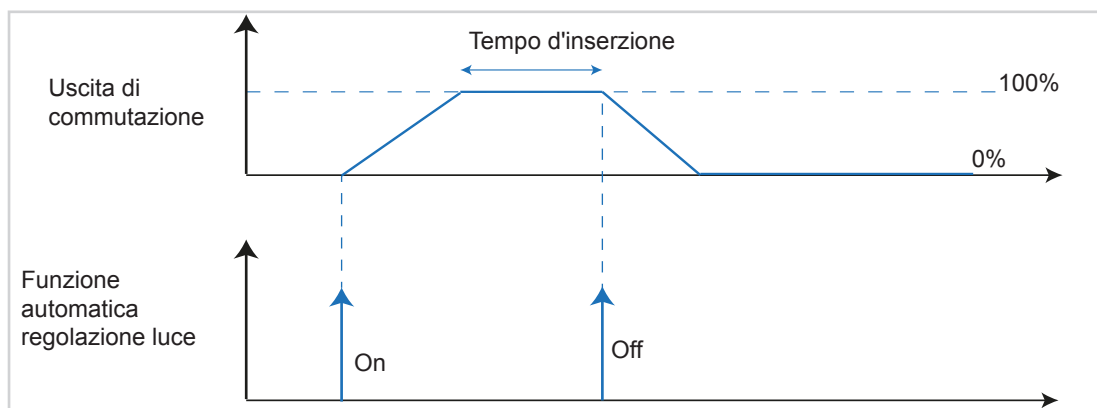 Tempo d'inserzione
Uscita di
commutazione
100%
0%
Funzione
automatica
regolazione luce
On
Off